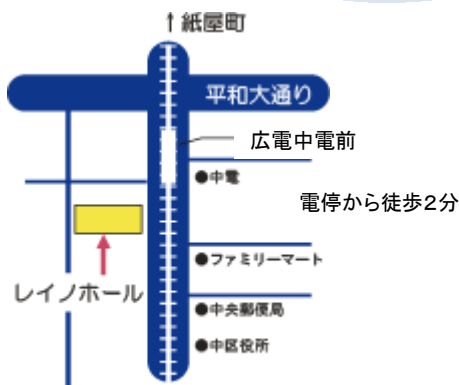 ↑紙屋町
平和大通り
広電中電前
●中電
電停から徒歩2分
●ファミリーマート
レイノホール
●中央郵便局
●中区役所